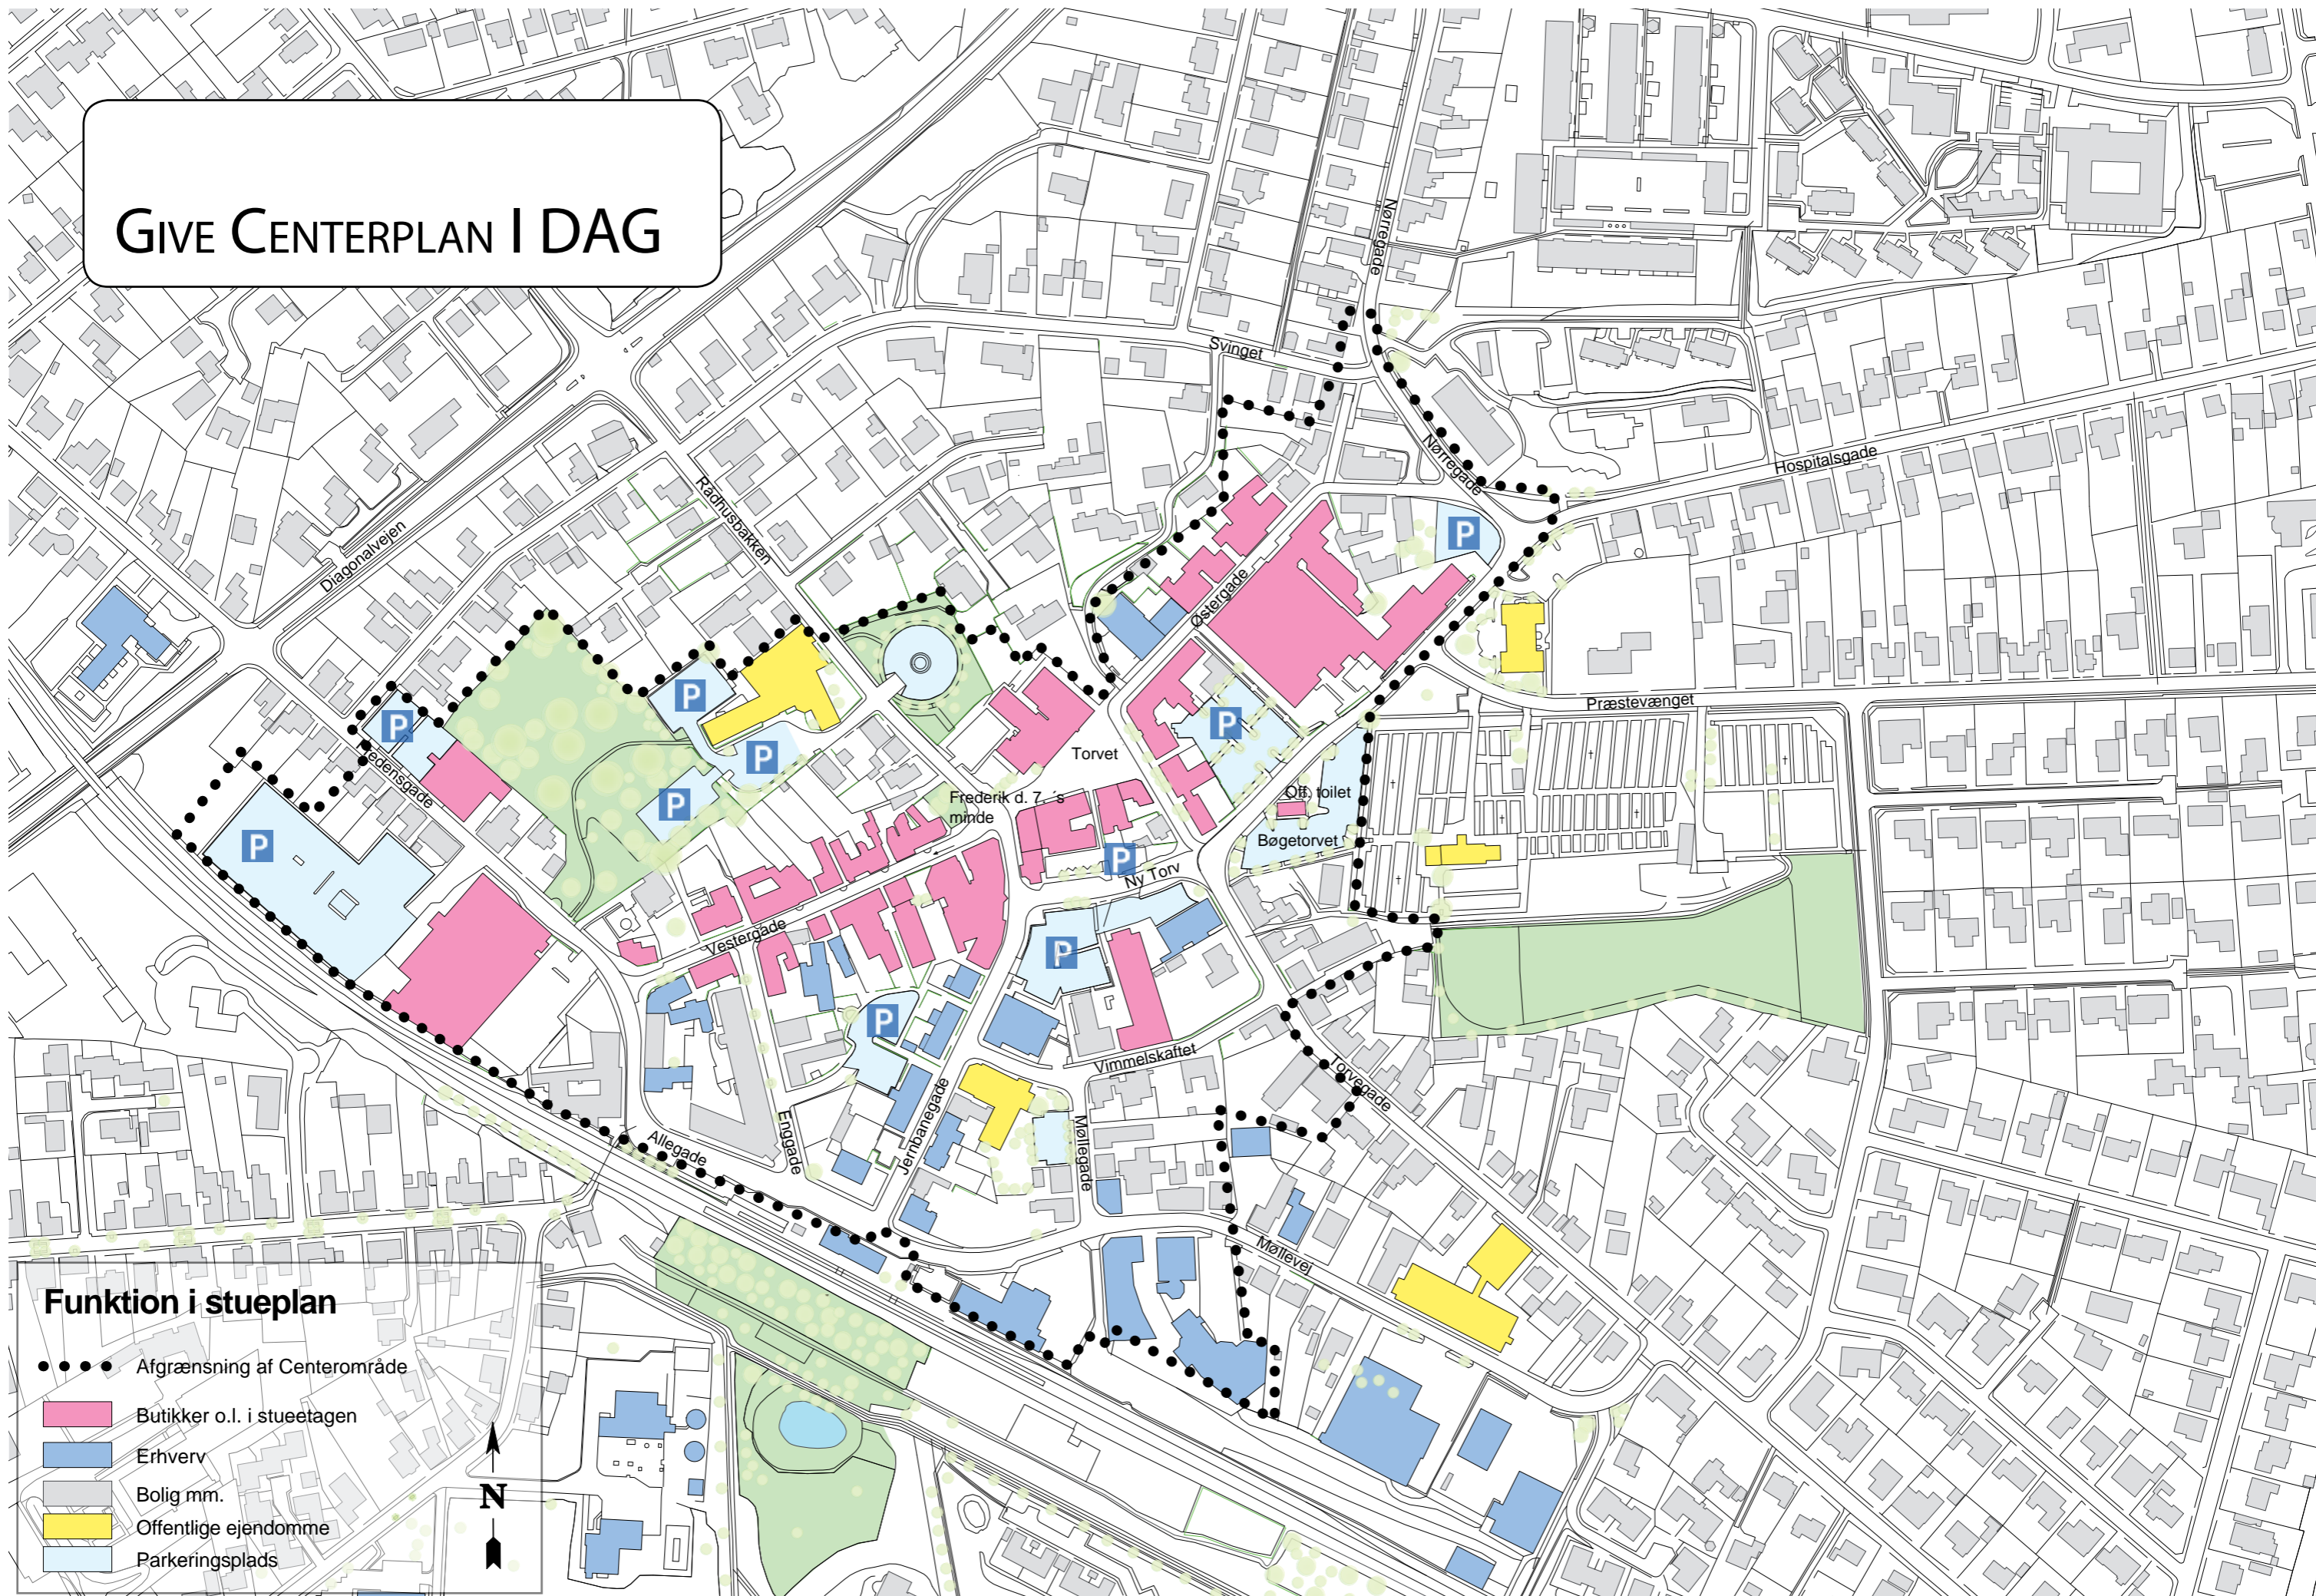 GIVE CENTERPLAN I DAG
Nørregade
Svinget
Nørregade
Hospitalsgade
Rådhusbakken
Diagonalvejen
P
Østergade
P
P
P
Præstevænget
P
Torvet
Tedensgade
P
Frederik d. 7. ´s
minde
Off. toilet
Bøgetorvet
P
P
Ny Torv
Vestergade
P
P
Vimmelskaftet
Torvegade
Allegade
Enggade
Jernbanegade
Møllegade
Møllevej
Funktion i stueplan
Afgrænsning af Centerområde
Butikker o.l. i stueetagen
Erhverv
Bolig mm.
Offentlige ejendomme
Parkeringsplads
N